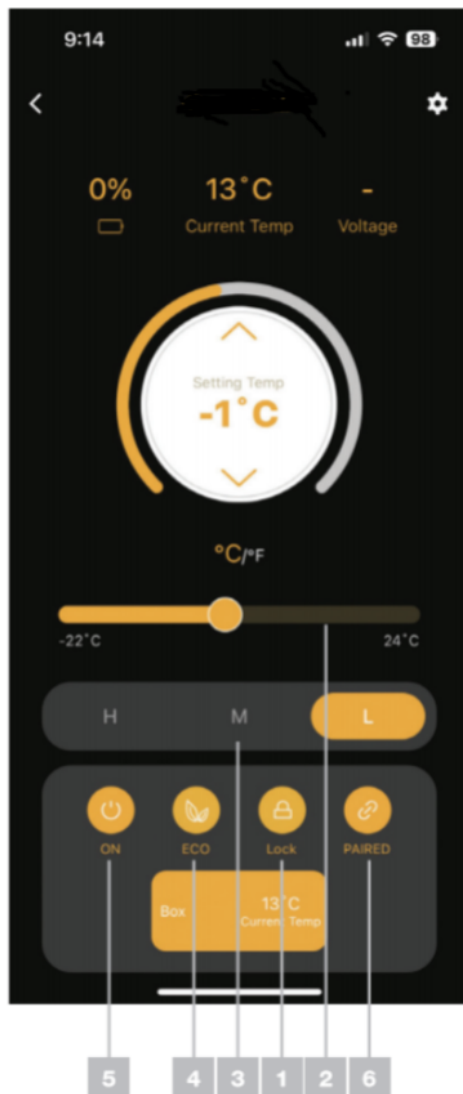 9:14 98
0% 13°C -
Current Temp Voltage
Setting Temp
-1°C
°C/°F
-22°C 24°C
H M L
ON ECO Lock PAIRED
Box 13°C
Current Temp
5 4 3 1 2 6